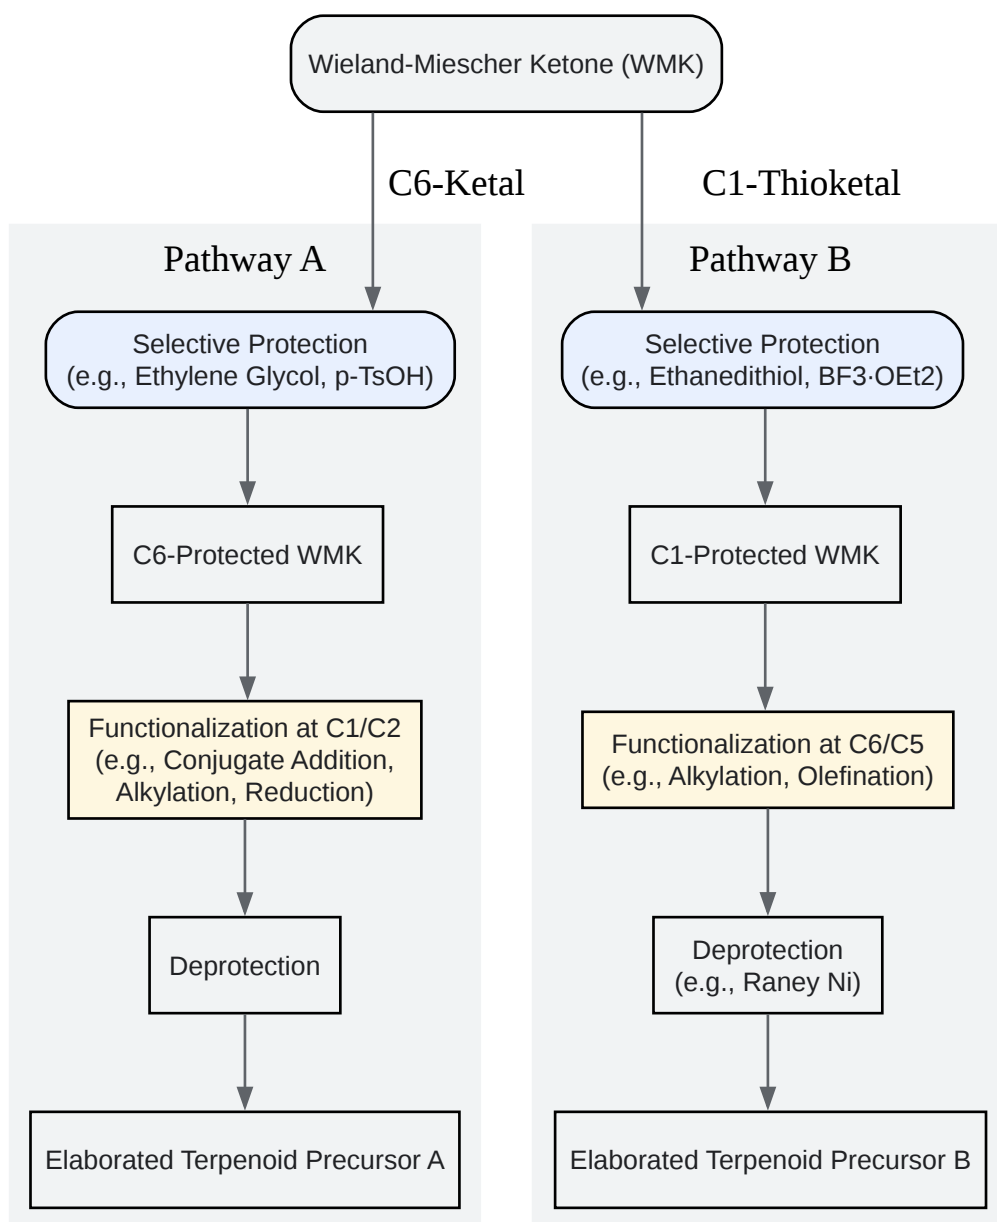 Wieland-Miescher Ketone (WMK)
C6-Ketal
C1-Thioketal
Pathway A
Selective Protection
(e.g., Ethylene Glycol, p-TsOH)
C6-Protected WMK
Functionalization at C1/C2
(e.g., Conjugate Addition,
Alkylation, Reduction)
Deprotection
Elaborated Terpenoid Precursor A
Pathway B
Selective Protection
(e.g., Ethanedithiol, BF3·OEt2)
C1-Protected WMK
Functionalization at C6/C5
(e.g., Alkylation, Olefination)
Deprotection
(e.g., Raney Ni)
Elaborated Terpenoid Precursor B